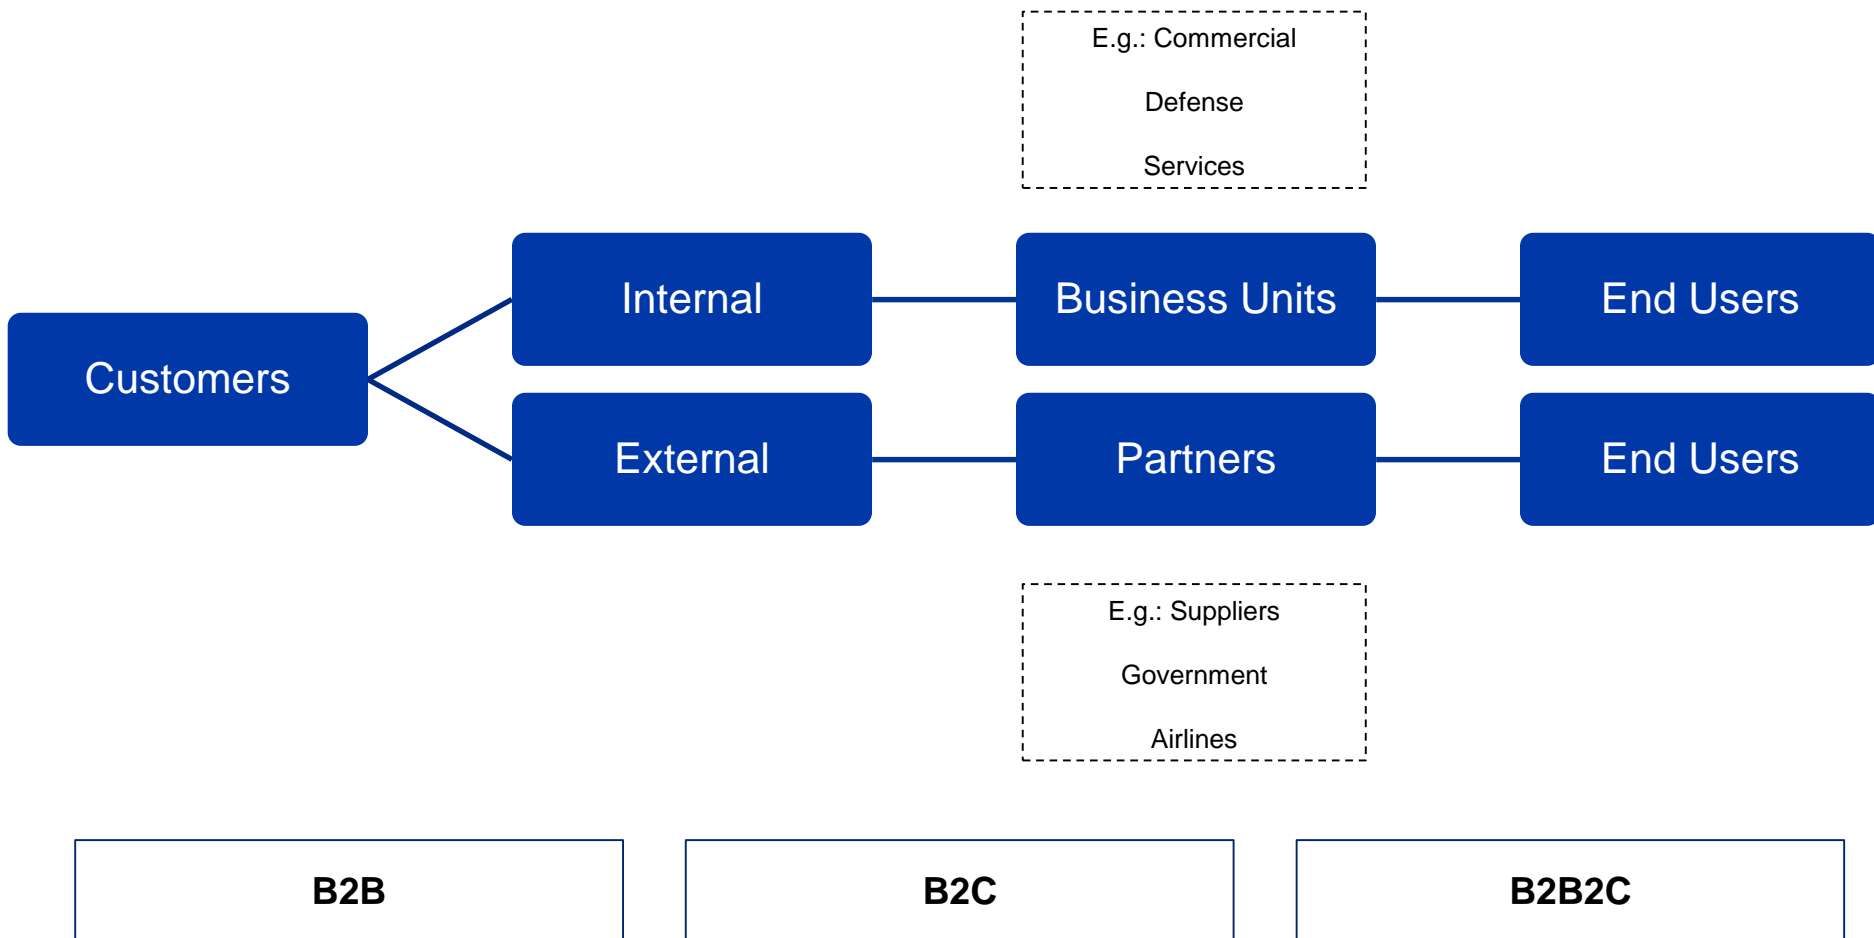 E.g.: Commercial
Defense
Services
Internal
Business Units
End Users
Customers
External
Partners
End Users
E.g.: Suppliers
Government
Airlines
B2B
B2C
B2B2C